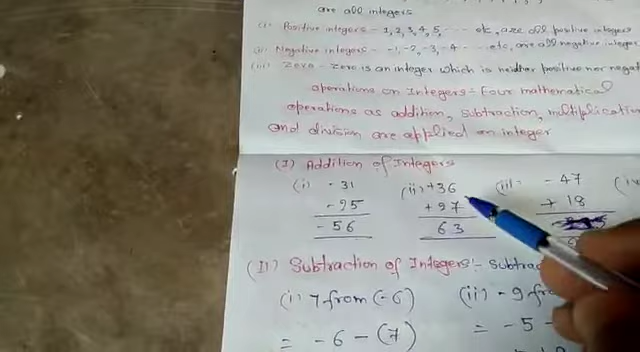 are all integers
(i) Positive integers - 1, 2, 3, 4, 5, ..... etc, are all positive integers
(ii) Negative integers - -1, -2, -3, -4 .... etc, are all negative integer
(iii) Zero - Zero is an integer which is neither positive nor negat
operations on Integers :- Four mathematical
operations as addition, subtraction, multiplication
and division are applied on integer
(I) Addition of Integers
(i) -31 (ii) +36 (iii) - -47 (iv
-95 +97 +18
-56 63
(II) Subtraction of Integers :- Subtrac
(i) 7 from (-6) (ii) -9 fro
= -6 - (7) = -5 -